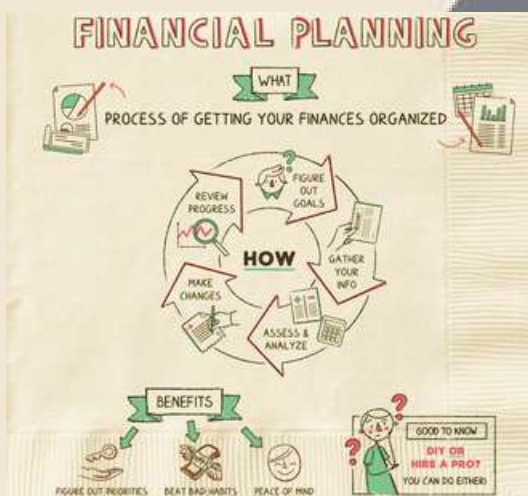 FINANCIAL PLANNING
WHAT
PROCESS OF GETTING YOUR FINANCES ORGANIZED
HOW
FIGURE
OUT
GOALS
GATHER
YOUR
INFO
ASSESS &
ANALYZE
MAKE
CHANGES
REVIEW
PROGRESS
BENEFITS
FIGURE OUT PRIORITIES
BEAT BAD HABITS
PEACE OF MIND
GOOD TO KNOW
DIY OR
HIRE A PRO?
YOU CAN DO EITHER!